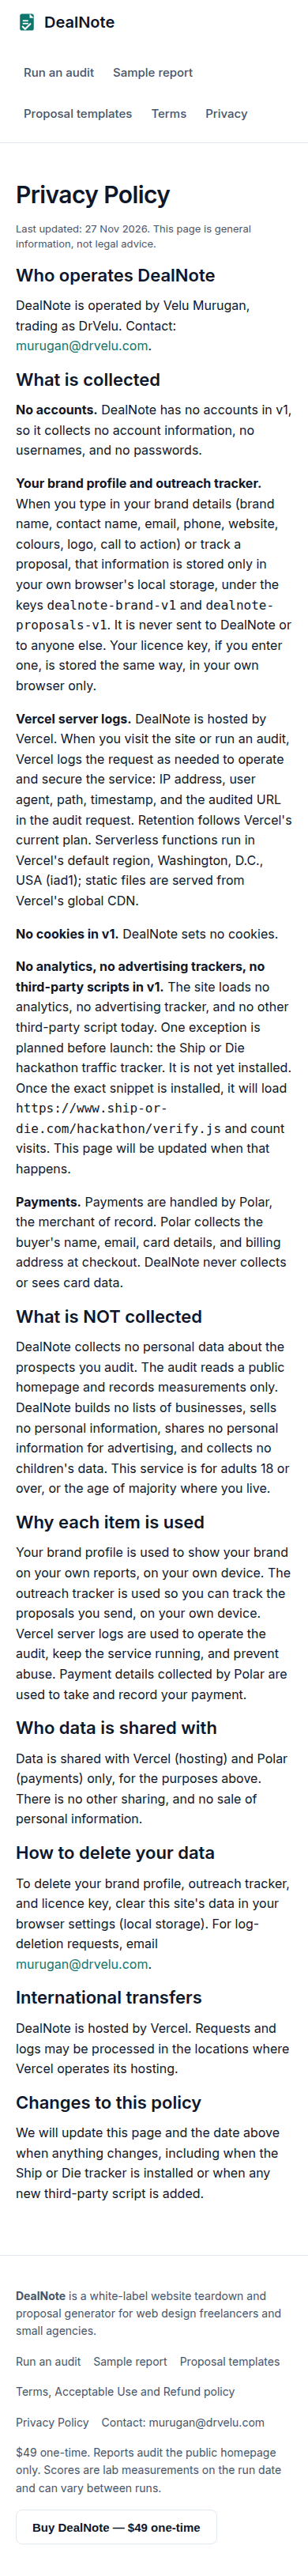 DealNote
Run an audit Sample report
Proposal templates Terms Privacy
Privacy Policy
Last updated: 27 Nov 2026. This page is general
information, not legal advice.
Who operates DealNote
DealNote is operated by Velu Murugan,
trading as DrVelu. Contact:
murugan@drvelu.com.
What is collected
No accounts. DealNote has no accounts in v1,
so it collects no account information, no
usernames, and no passwords.
Your brand profile and outreach tracker.
When you type in your brand details (brand
name, contact name, email, phone, website,
colours, logo, call to action) or track a
proposal, that information is stored only in
your own browser's local storage, under the
keys dealnote-brand-v1 and dealnote-
proposals-v1. It is never sent to DealNote or
to anyone else. Your licence key, if you enter
one, is stored the same way, in your own
browser only.
Vercel server logs. DealNote is hosted by
Vercel. When you visit the site or run an audit,
Vercel logs the request as needed to operate
and secure the service: IP address, user
agent, path, timestamp, and the audited URL
in the audit request. Retention follows Vercel's
current plan. Serverless functions run in
Vercel's default region, Washington, D.C.,
USA (iad1); static files are served from
Vercel's global CDN.
No cookies in v1. DealNote sets no cookies.
No analytics, no advertising trackers, no
third-party scripts in v1. The site loads no
analytics, no advertising tracker, and no other
third-party script today. One exception is
planned before launch: the Ship or Die
hackathon traffic tracker. It is not yet installed.
Once the exact snippet is installed, it will load
https://www.ship-or-
die.com/hackathon/verify.js and count
visits. This page will be updated when that
happens.
Payments. Payments are handled by Polar,
the merchant of record. Polar collects the
buyer's name, email, card details, and billing
address at checkout. DealNote never collects
or sees card data.
What is NOT collected
DealNote collects no personal data about the
prospects you audit. The audit reads a public
homepage and records measurements only.
DealNote builds no lists of businesses, sells
no personal information, shares no personal
information for advertising, and collects no
children's data. This service is for adults 18 or
over, or the age of majority where you live.
Why each item is used
Your brand profile is used to show your brand
on your own reports, on your own device. The
outreach tracker is used so you can track the
proposals you send, on your own device.
Vercel server logs are used to operate the
audit, keep the service running, and prevent
abuse. Payment details collected by Polar are
used to take and record your payment.
Who data is shared with
Data is shared with Vercel (hosting) and Polar
(payments) only, for the purposes above.
There is no other sharing, and no sale of
personal information.
How to delete your data
To delete your brand profile, outreach tracker,
and licence key, clear this site's data in your
browser settings (local storage). For log-
deletion requests, email
murugan@drvelu.com.
International transfers
DealNote is hosted by Vercel. Requests and
logs may be processed in the locations where
Vercel operates its hosting.
Changes to this policy
We will update this page and the date above
when anything changes, including when the
Ship or Die tracker is installed or when any
new third-party script is added.
DealNote is a white-label website teardown and
proposal generator for web design freelancers and
small agencies.
Run an audit Sample report Proposal templates
Terms, Acceptable Use and Refund policy
Privacy Policy Contact: murugan@drvelu.com
$49 one-time. Reports audit the public homepage
only. Scores are lab measurements on the run date
and can vary between runs.
Buy DealNote — $49 one-time